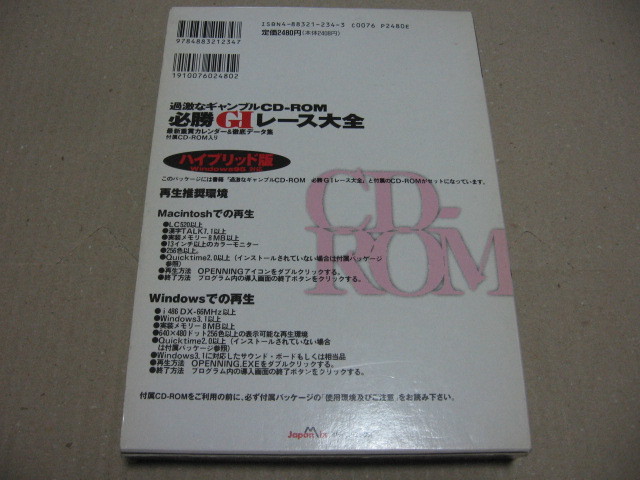 ISBN4-88321-234-3 C0076 P2480E
定価2480円(本体2408円)
9784883212347
1910076024802
過激なギャンブルCD-ROM
必勝GIレース大全
最新重賞カレンダー&徹底データ集
付属CD-ROM入り
ハイブリッド版
Windows95
このパッケージには書籍「過激なギャンブルCD-ROM 必勝GIレース大全」と付属のCD-ROMがセットになっています。
再生推奨環境
CD-
ROM
Macintoshでの再生
●LC520以上
●漢字TALK7.1以上
●実装メモリー8MB以上
●13インチ以上のカラーモニター
●256色以上。
●Quicktime2.0以上(インストールされていない場合は付属パッケージ
参照)
●再生方法 OPENNINGアイコンをダブルクリックする。
●終了方法 プログラム内の導入画面の終了ボタンをクリックする。
Windowsでの再生
●i486DX-66MHz以上
●Windows3.1以上
●実装メモリー8MB以上
●640×480ドット256色以上の表示可能な再生環境
●Quicktime2.0以上(インストールされていない場合
は付属パッケージ参照)
●Windows3.1に対応したサウンド・ボードもしくは相当品
●再生方法 OPENNING.EXEをダブルクリックする。
●終了方法 プログラム内の導入画面の終了ボタンをクリックする。
付属CD-ROMをご利用の前に、必ず付属パッケージの「使用環境及びご注意」をお読み下さい。
Japan Mix